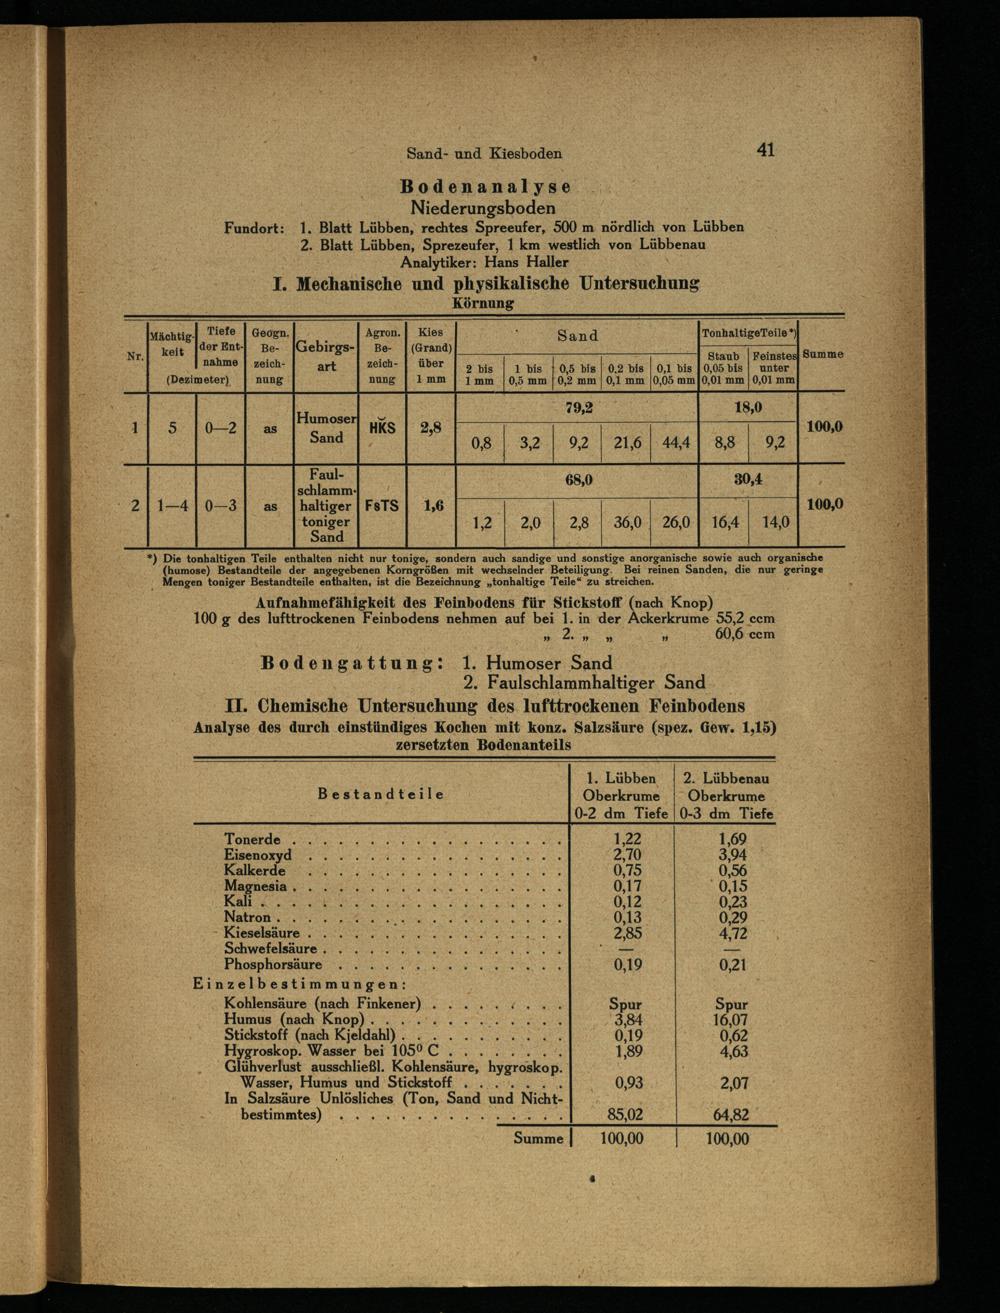 Sand- und Kiesboden 41
Bodenanalyse
Niederungsboden
Fundort: 1. Blatt Lübben, rechtes Spreeufer, 500 m nördlich von Lübben
2. Blatt Lübben, Sprezeufer, 1 km westlich von Lübbenau
Analytiker: Hans Haller
I. Mechanische und physikalische Untersuchung
Körnung
Nr. Mächtig- keit Tiefe der Ent- nahme (Dezimeter) Geogn. Be- zeich- nung Gebirgs- art Agron. Be- zeich- nung Kies (Grand) über 1 mm Sand TonhaltigeTeile*) Summe
2 bis 1 mm 1 bis 0,5 mm 0,5 bis 0,2 mm 0,2 bis 0,1 mm 0,1 bis 0,05 mm Staub 0,05 bis 0,01 mm Feinstes unter 0,01 mm
1 5 0—2 as Humoser Sand HK̆S 2,8 79,2 18,0 100,0
0,8 3,2 9,2 21,6 44,4 8,8 9,2
2 1—4 0—3 as Faul- schlamm- haltiger toniger Sand FsTS 1,6 68,0 30,4 100,0
1,2 2,0 2,8 36,0 26,0 16,4 14,0
*) Die tonhaltigen Teile enthalten nicht nur tonige, sondern auch sandige und sonstige anorganische sowie auch organische
(humose) Bestandteile der angegebenen Korngrößen mit wechselnder Beteiligung. Bei reinen Sanden, die nur geringe
Mengen toniger Bestandteile enthalten, ist die Bezeichnung „tonhaltige Teile“ zu streichen.
Aufnahmefähigkeit des Feinbodens für Stickstoff (nach Knop)
100 g des lufttrockenen Feinbodens nehmen auf bei 1. in der Ackerkrume 55,2 ccm
„ 2. „ „ „ 60,6 ccm
Bodengattung: 1. Humoser Sand
2. Faulschlammhaltiger Sand
II. Chemische Untersuchung des lufttrockenen Feinbodens
Analyse des durch einstündiges Kochen mit konz. Salzsäure (spez. Gew. 1,15)
zersetzten Bodenanteils
Bestandteile 1. Lübben Oberkrume 0-2 dm Tiefe 2. Lübbenau Oberkrume 0-3 dm Tiefe
Tonerde . . . . . . . . . . . . . . . . . . 1,22 1,69
Eisenoxyd . . . . . . . . . . . . . . . . . 2,70 3,94
Kalkerde . . . . . . . . . . . . . . . . . 0,75 0,56
Magnesia . . . . . . . . . . . . . . . . . . 0,17 0,15
Kali . . . . . . . . . . . . . . . . . . . . 0,12 0,23
Natron . . . . . . . . . . . . . . . . . . . 0,13 0,29
Kieselsäure . . . . . . . . . . . . . . . . . 2,85 4,72
Schwefelsäure . . . . . . . . . . . . . . . . — —
Phosphorsäure . . . . . . . . . . . . . . . 0,19 0,21
Einzelbestimmungen:
Kohlensäure (nach Finkener) . . . . . . . . . Spur Spur
Humus (nach Knop) . . . . . . . . . . . . . 3,84 16,07
Stickstoff (nach Kjeldahl) . . . . . . . . . . . 0,19 0,62
Hygroskop. Wasser bei 105° C . . . . . . . . 1,89 4,63
Glühverlust ausschließl. Kohlensäure, hygroskop.
Wasser, Humus und Stickstoff . . . . . . . 0,93 2,07
In Salzsäure Unlösliches (Ton, Sand und Nicht-
bestimmtes) . . . . . . . . . . . . . . . 85,02 64,82
Summe 100,00 100,00